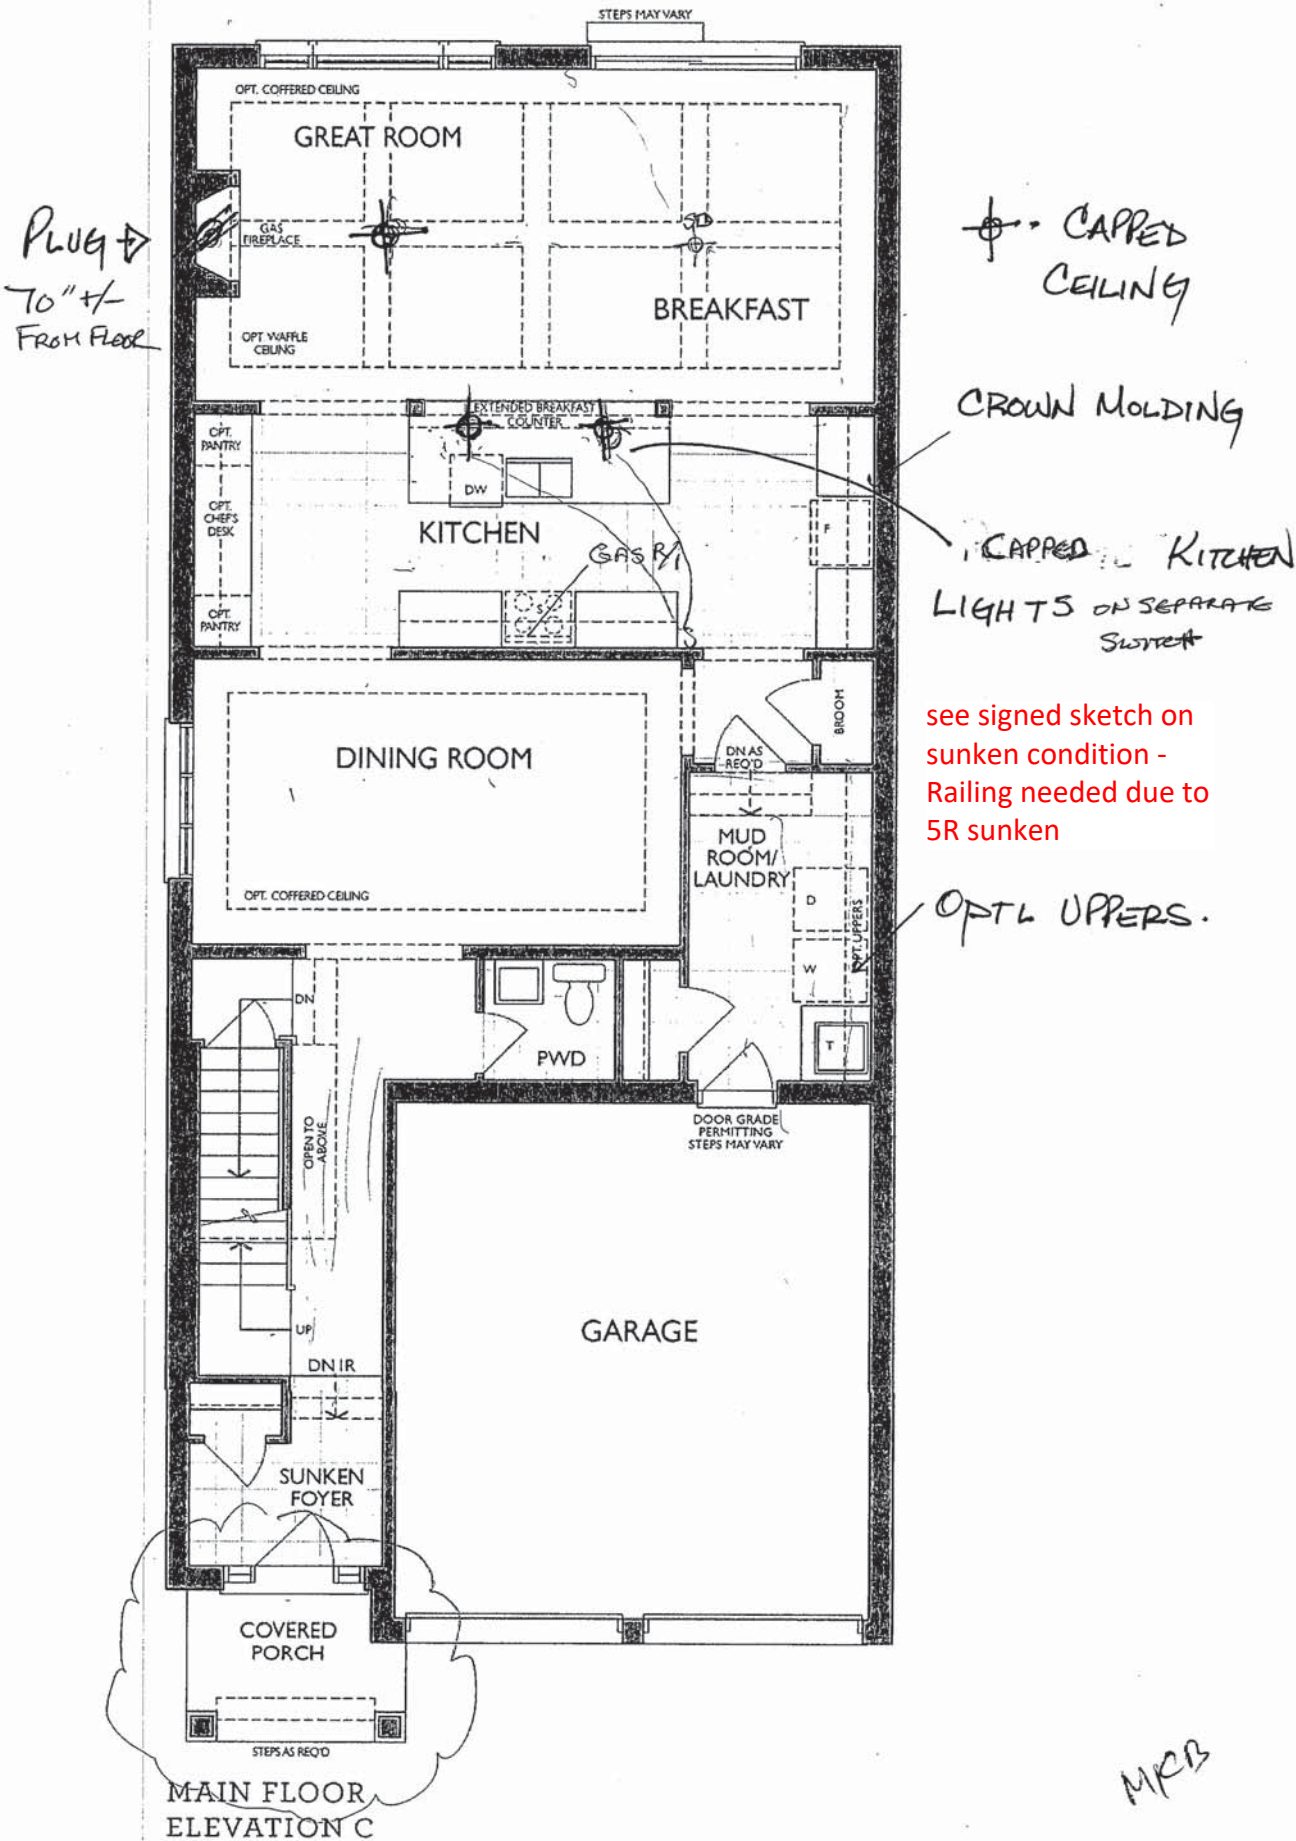 STEPS MAY VARY
OPT. COFFERED CEILING
GREAT ROOM
PLUG
70" +/-
FROM FLOOR
GAS
FIREPLACE
SD
CAPPED
CEILING
BREAKFAST
OPT WAFFLE
CEILING
CROWN MOLDING
EXTENDED BREAKFAST
COUNTER
OPT.
PANTRY
DW
OPT.
CHEF'S
DESK
KITCHEN
F
GAS R/I
CAPPED KITCHEN
LIGHTS ON SEPARATE
SWITCH
S
OPT.
PANTRY
S
BROOM
see signed sketch on
sunken condition -
Railing needed due to
5R sunken
DINING ROOM
DN AS
REQ'D
MUD
ROOM/
LAUNDRY
OPT. COFFERED CEILING
D
OPT. UPPERS
OPTL UPPERS.
W
DN
PWD
T
OPEN TO
ABOVE
DOOR GRADE
PERMITTING
STEPS MAY VARY
UP
GARAGE
DN 1R
SUNKEN
FOYER
COVERED
PORCH
STEPS AS REQ'D
MAIN FLOOR
ELEVATION C
MKB